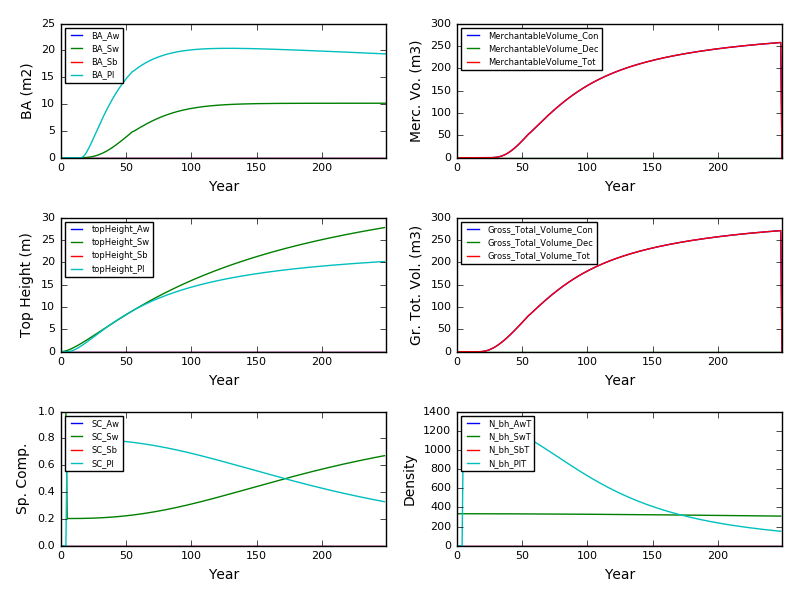 BA (m2)
25
20
15
10
5
0
BA_Aw
BA_Sw
BA_Sb
BA_Pl
0 50 100 150 200
Year
Merc. Vo. (m3)
300
250
200
150
100
50
0
MerchantableVolume_Con
MerchantableVolume_Dec
MerchantableVolume_Tot
0 50 100 150 200
Year
Top Height (m)
30
25
20
15
10
5
0
topHeight_Aw
topHeight_Sw
topHeight_Sb
topHeight_Pl
0 50 100 150 200
Year
Gr. Tot. Vol. (m3)
300
250
200
150
100
50
0
Gross_Total_Volume_Con
Gross_Total_Volume_Dec
Gross_Total_Volume_Tot
0 50 100 150 200
Year
Sp. Comp.
1.0
0.8
0.6
0.4
0.2
0.0
SC_Aw
SC_Sw
SC_Sb
SC_Pl
0 50 100 150 200
Year
Density
1400
1200
1000
800
600
400
200
0
N_bh_AwT
N_bh_SwT
N_bh_SbT
N_bh_PlT
0 50 100 150 200
Year